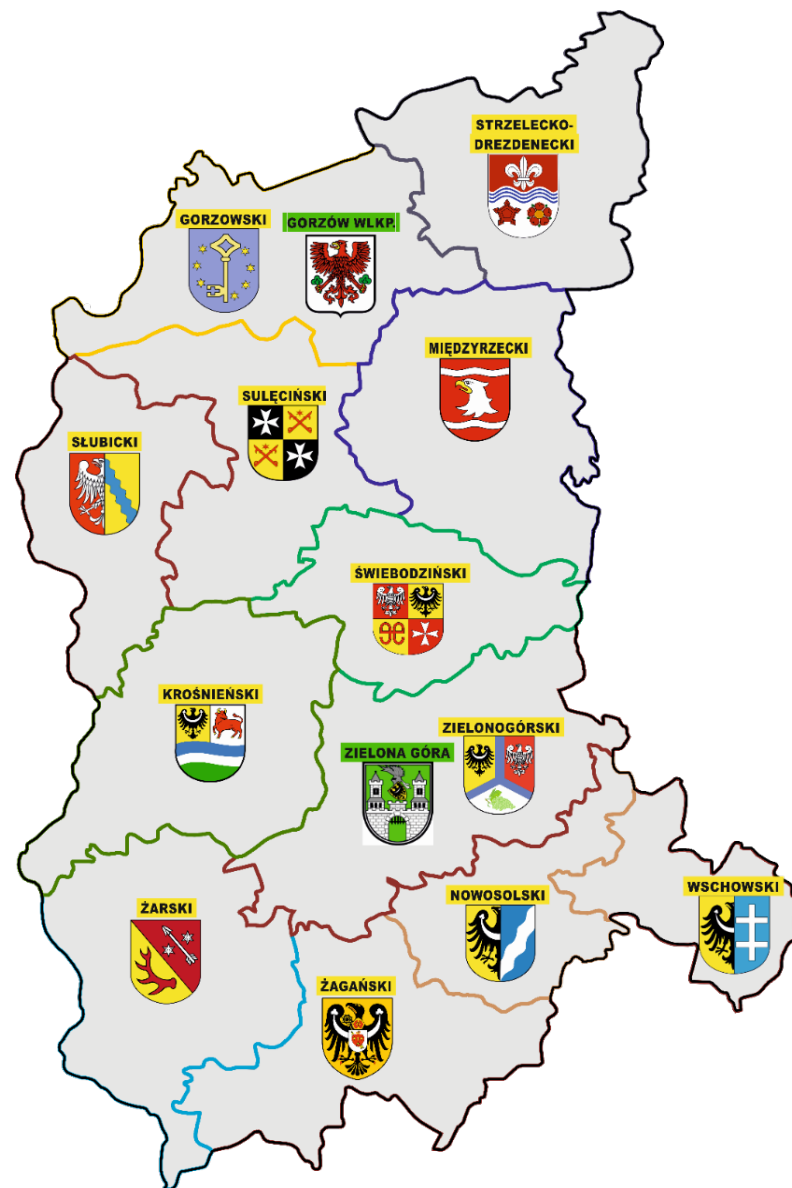 STRZELECKO-
DREZDENECKI
GORZOWSKI
GORZÓW WLKP.
MIĘDZYRZECKI
SULĘCIŃSKI
SŁUBICKI
ŚWIEBODZIŃSKI
KROŚNIEŃSKI
ZIELONOGÓRSKI
ZIELONA GÓRA
WSCHOWSKI
NOWOSOLSKI
ŻARSKI
ŻAGAŃSKI